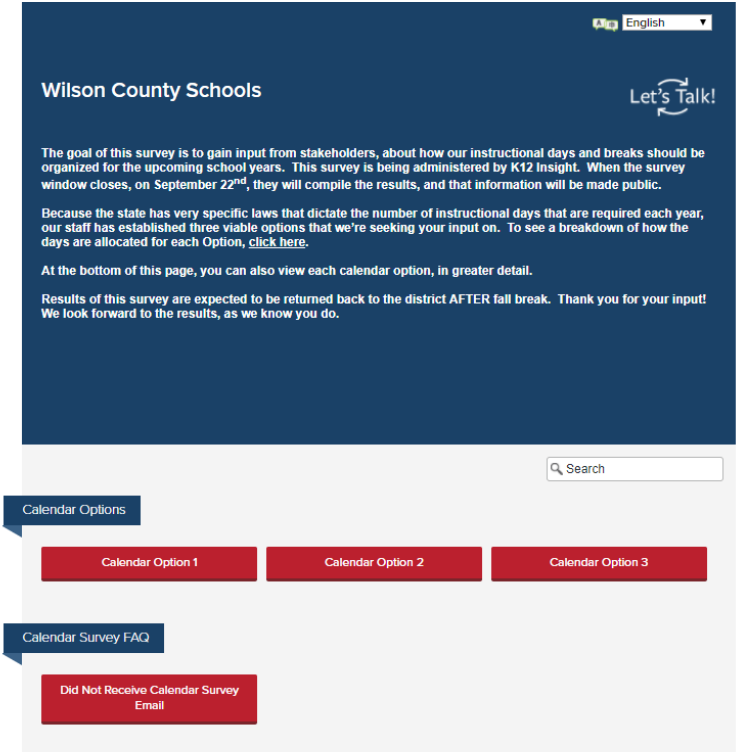 English
Wilson County Schools
Let's Talk!
The goal of this survey is to gain input from stakeholders, about how our instructional days and breaks should be
organized for the upcoming school years.  This survey is being administered by K12 Insight.  When the survey
window closes, on September 22nd, they will compile the results, and that information will be made public.
Because the state has very specific laws that dictate the number of instructional days that are required each year,
our staff has established three viable options that we're seeking your input on.  To see a breakdown of how the
days are allocated for each Option, click here.
At the bottom of this page, you can also view each calendar option, in greater detail.
Results of this survey are expected to be returned back to the district AFTER fall break.  Thank you for your input!
We look forward to the results, as we know you do.
Search
Calendar Options
Calendar Option 1
Calendar Option 2
Calendar Option 3
Calendar Survey FAQ
Did Not Receive Calendar Survey
Email